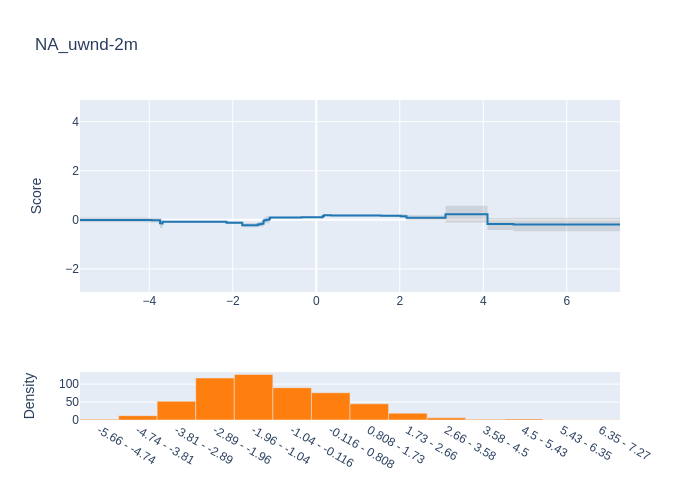 NA_uwnd-2m
Score
4
2
0
−2
−4
−2
0
2
4
6
Density
100
50
0
-5.66 - -4.74
-4.74 - -3.81
-3.81 - -2.89
-2.89 - -1.96
-1.96 - -1.04
-1.04 - -0.116
-0.116 - 0.808
0.808 - 1.73
1.73 - 2.66
2.66 - 3.58
3.58 - 4.5
4.5 - 5.43
5.43 - 6.35
6.35 - 7.27